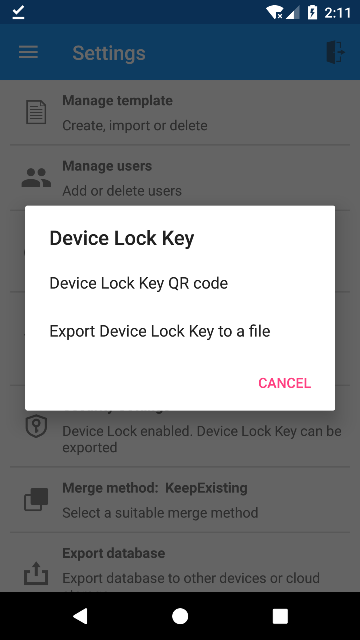 2:11
Settings
Manage template
Create, import or delete
Manage users
Add or delete users
Device Lock Key
Device Lock Key QR code
Export Device Lock Key to a file
CANCEL
Device Lock enabled. Device Lock Key can be
exported
Merge method: KeepExisting
Select a suitable merge method
Export database
Export database to other devices or cloud